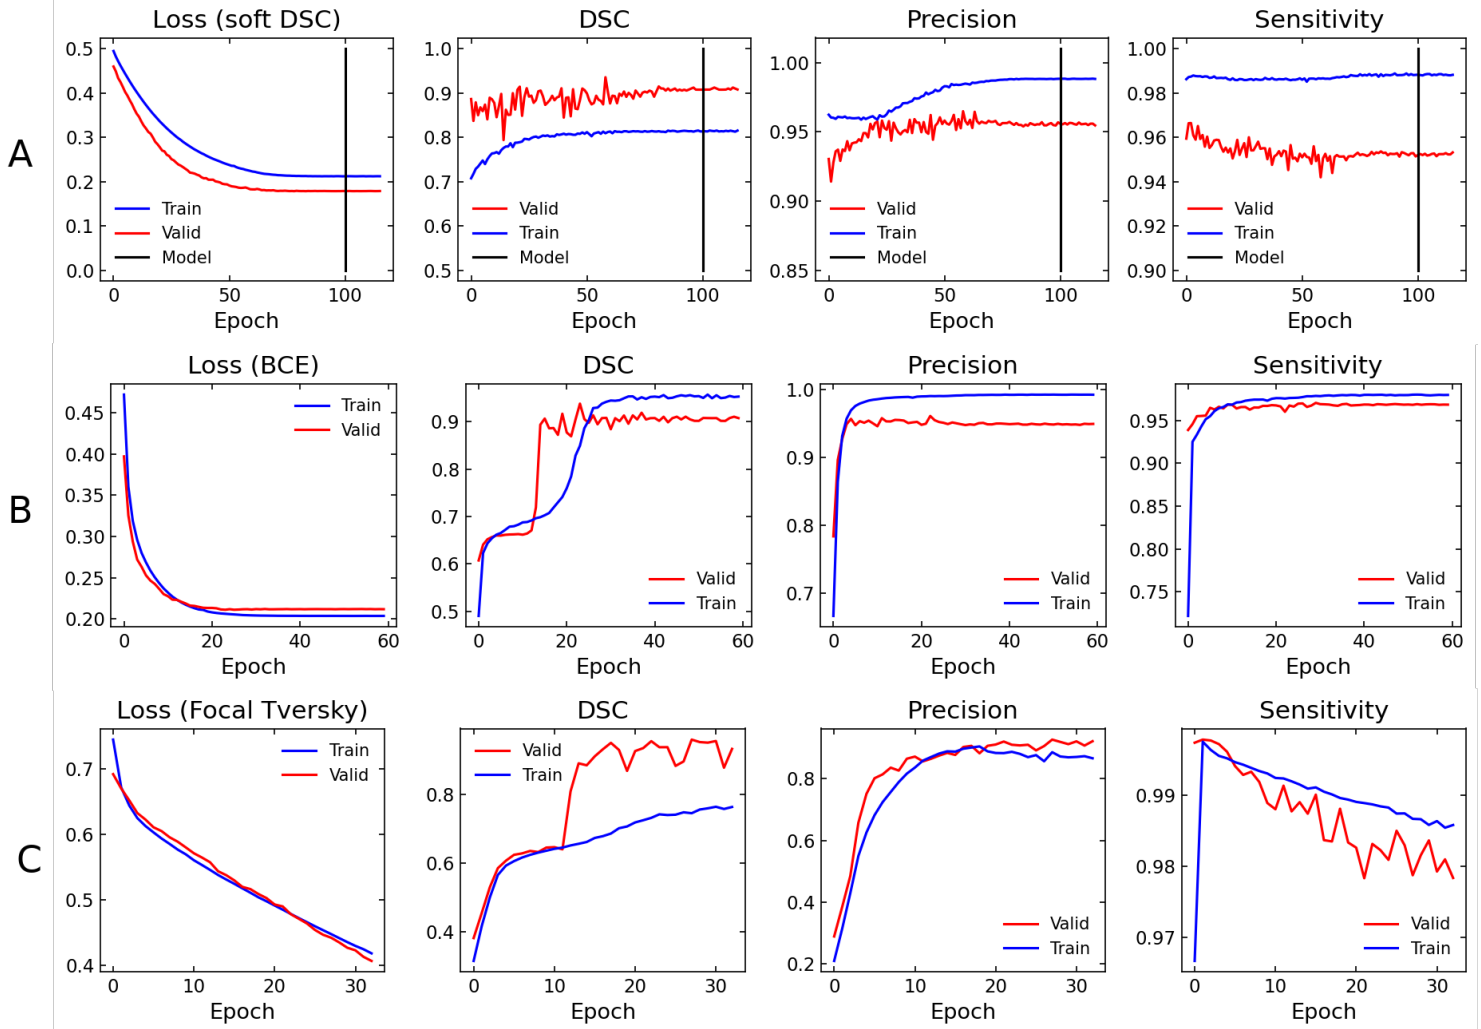 A
Loss (soft DSC)
0.5
0.4
0.3
0.2
0.1
0.0
Train
Valid
Model
0 50 100
Epoch
DSC
1.0
0.9
0.8
0.7
0.6
0.5
Valid
Train
Model
0 50 100
Epoch
Precision
1.00
0.95
0.90
0.85
Valid
Train
Model
0 50 100
Epoch
Sensitivity
1.00
0.98
0.96
0.94
0.92
0.90
Valid
Train
Model
0 50 100
Epoch
B
Loss (BCE)
0.45
0.40
0.35
0.30
0.25
0.20
Train
Valid
0 20 40 60
Epoch
DSC
0.9
0.8
0.7
0.6
0.5
Valid
Train
0 20 40 60
Epoch
Precision
1.0
0.9
0.8
0.7
Valid
Train
0 20 40 60
Epoch
Sensitivity
0.95
0.90
0.85
0.80
0.75
Valid
Train
0 20 40 60
Epoch
C
Loss (Focal Tversky)
0.7
0.6
0.5
0.4
Train
Valid
0 10 20 30
Epoch
DSC
0.8
0.6
0.4
Valid
Train
0 10 20 30
Epoch
Precision
0.8
0.6
0.4
0.2
Valid
Train
0 10 20 30
Epoch
Sensitivity
0.99
0.98
0.97
Valid
Train
0 10 20 30
Epoch